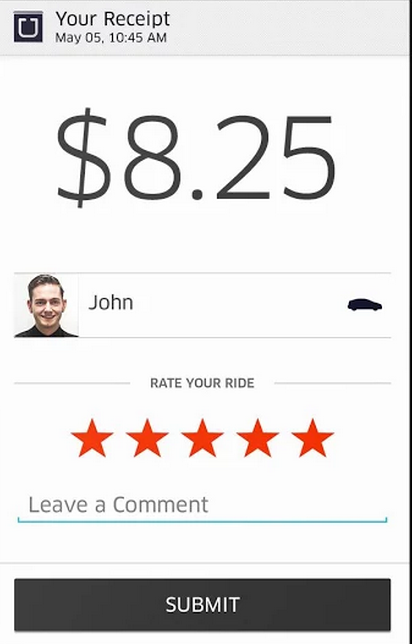 Your Receipt
May 05, 10:45 AM
$8.25
John
RATE YOUR RIDE
Leave a Comment
SUBMIT